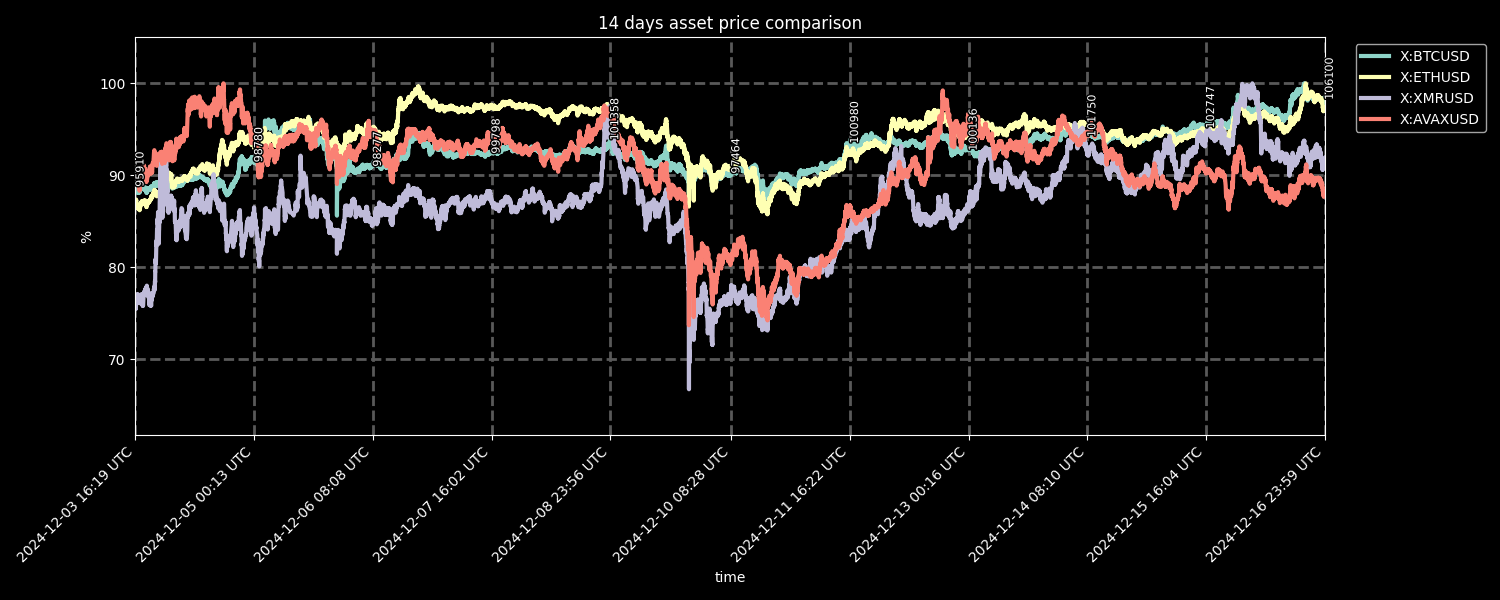 14 days asset price comparison
X:BTCUSD
X:ETHUSD
X:XMRUSD
X:AVAXUSD
%
100
90
80
70
95910
98780
98277
99798
101358
97464
100980
100136
101750
102747
106100
2024-12-03 16:19 UTC
2024-12-05 00:13 UTC
2024-12-06 08:08 UTC
2024-12-07 16:02 UTC
2024-12-08 23:56 UTC
2024-12-10 08:28 UTC
2024-12-11 16:22 UTC
2024-12-13 00:16 UTC
2024-12-14 08:10 UTC
2024-12-15 16:04 UTC
2024-12-16 23:59 UTC
time